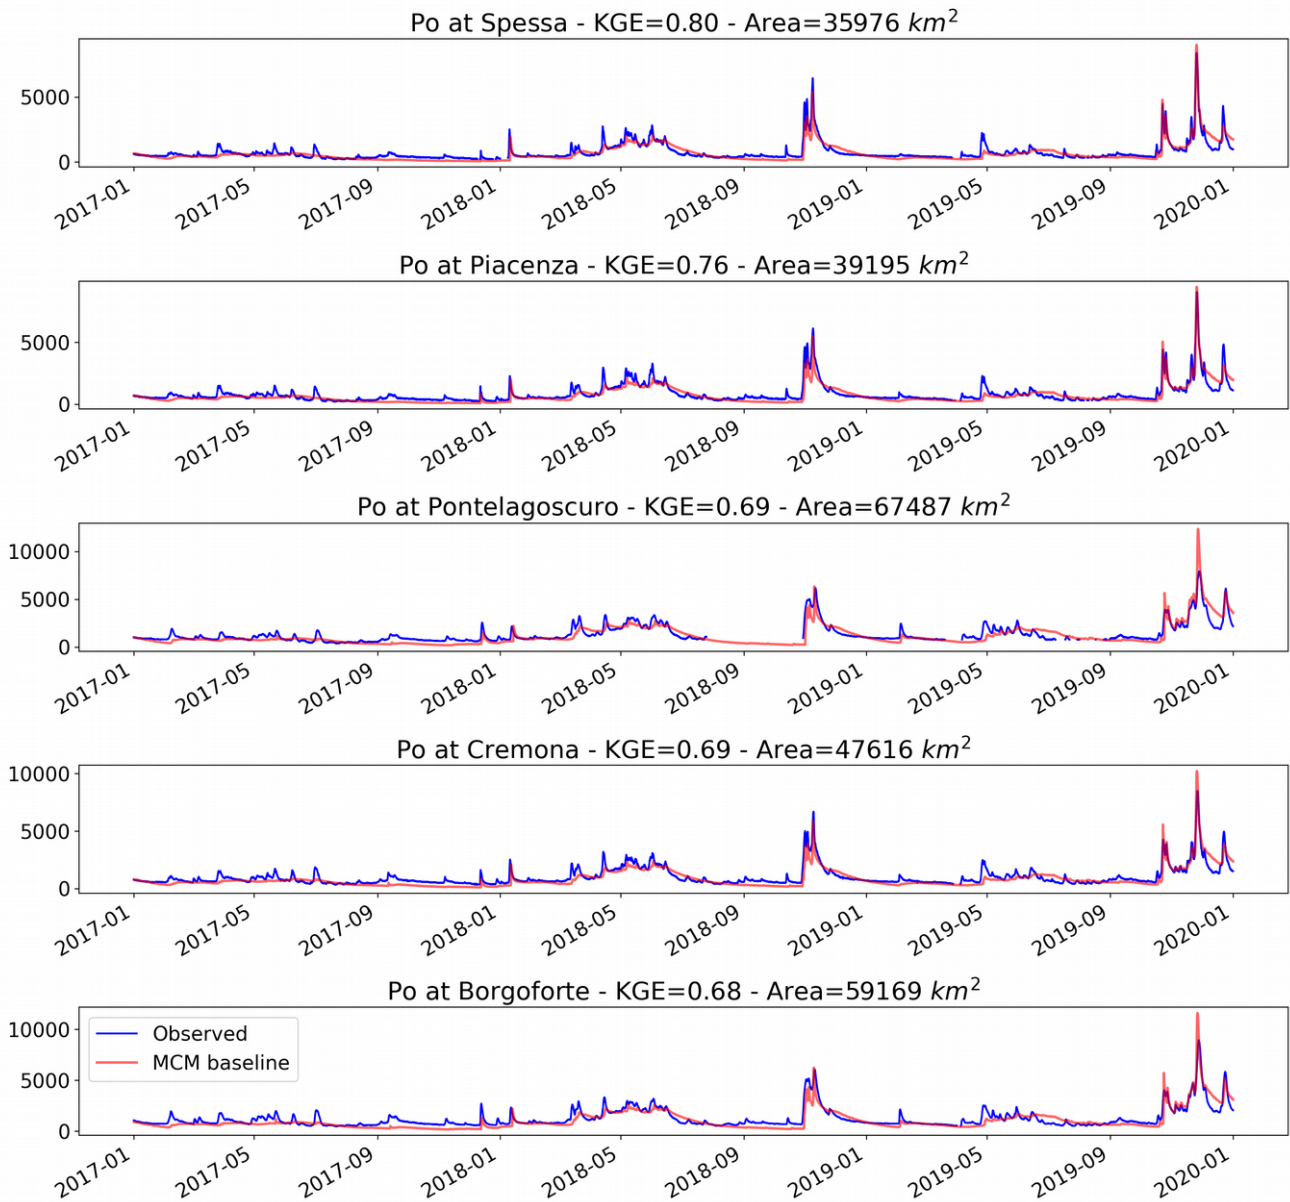 Po at Spessa - KGE=0.80 - Area=35976 km²
5000
0
2017-01 2017-05 2017-09 2018-01 2018-05 2018-09 2019-01 2019-05 2019-09 2020-01
Po at Piacenza - KGE=0.76 - Area=39195 km²
5000
0
2017-01 2017-05 2017-09 2018-01 2018-05 2018-09 2019-01 2019-05 2019-09 2020-01
Po at Pontelagoscuro - KGE=0.69 - Area=67487 km²
10000
5000
0
2017-01 2017-05 2017-09 2018-01 2018-05 2018-09 2019-01 2019-05 2019-09 2020-01
Po at Cremona - KGE=0.69 - Area=47616 km²
10000
5000
0
2017-01 2017-05 2017-09 2018-01 2018-05 2018-09 2019-01 2019-05 2019-09 2020-01
Po at Borgoforte - KGE=0.68 - Area=59169 km²
Observed
MCM baseline
10000
5000
0
2017-01 2017-05 2017-09 2018-01 2018-05 2018-09 2019-01 2019-05 2019-09 2020-01